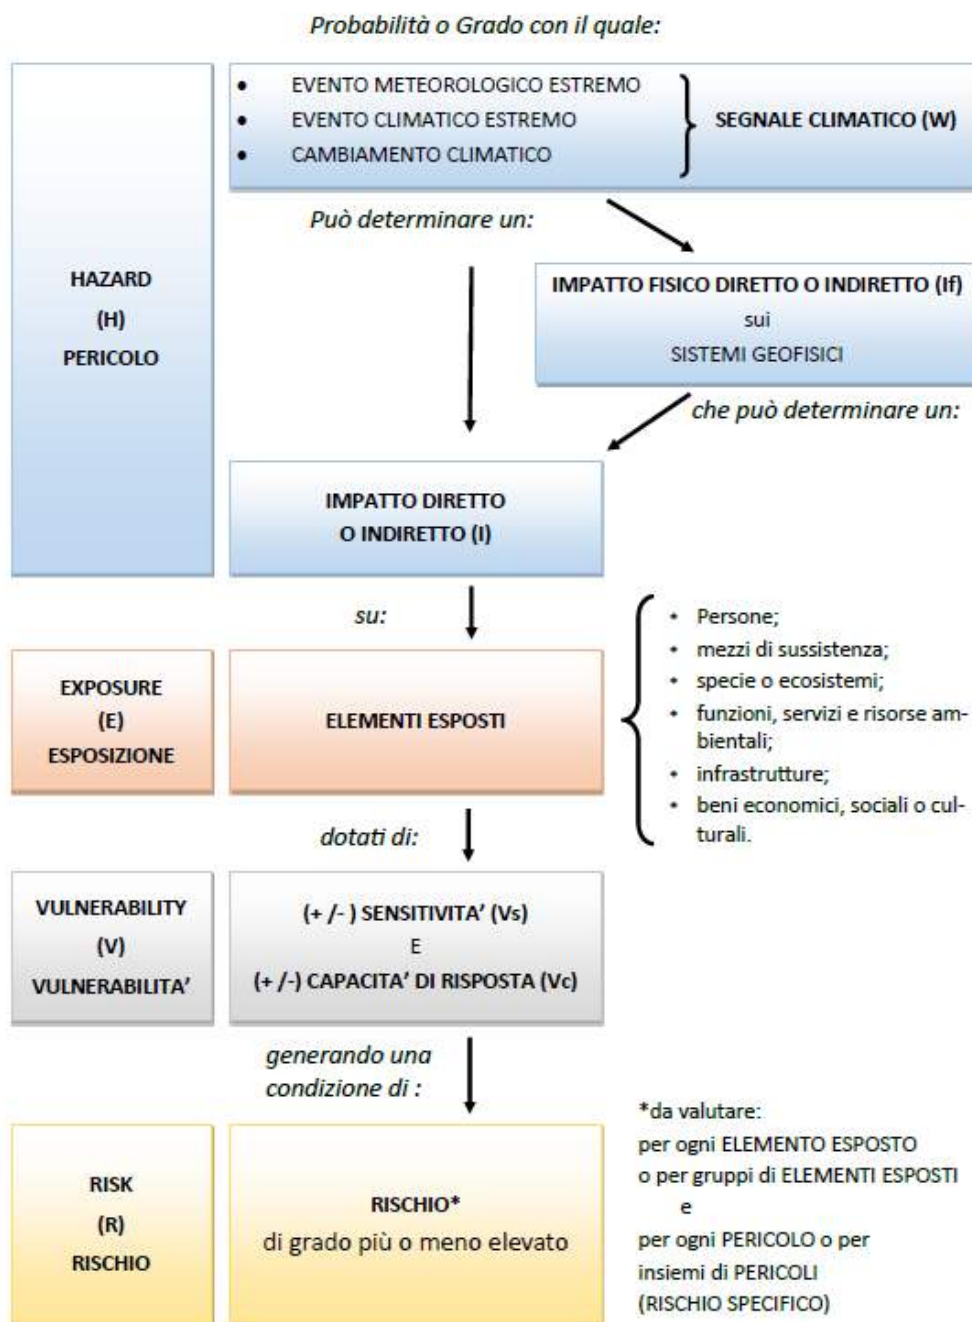 Probabilità o Grado con il quale:
• EVENTO METEOROLOGICO ESTREMO
• EVENTO CLIMATICO ESTREMO
• CAMBIAMENTO CLIMATICO
SEGNALE CLIMATICO (W)
Può determinare un:
HAZARD
(H)
PERICOLO
IMPATTO FISICO DIRETTO O INDIRETTO (If)
sui
SISTEMI GEOFISICI
che può determinare un:
IMPATTO DIRETTO
O INDIRETTO (I)
su:
EXPOSURE
(E)
ESPOSIZIONE
ELEMENTI ESPOSTI
• Persone;
• mezzi di sussistenza;
• specie o ecosistemi;
• funzioni, servizi e risorse am-
bientali;
• infrastrutture;
• beni economici, sociali o cul-
turali.
dotati di:
VULNERABILITY
(V)
VULNERABILITA’
(+ /- ) SENSITIVITA’ (Vs)
E
(+ /-) CAPACITA’ DI RISPOSTA (Vc)
generando una
condizione di :
RISK
(R)
RISCHIO
RISCHIO*
di grado più o meno elevato
*da valutare:
per ogni ELEMENTO ESPOSTO
o per gruppi di ELEMENTI ESPOSTI
e
per ogni PERICOLO o per
insiemi di PERICOLI
(RISCHIO SPECIFICO)